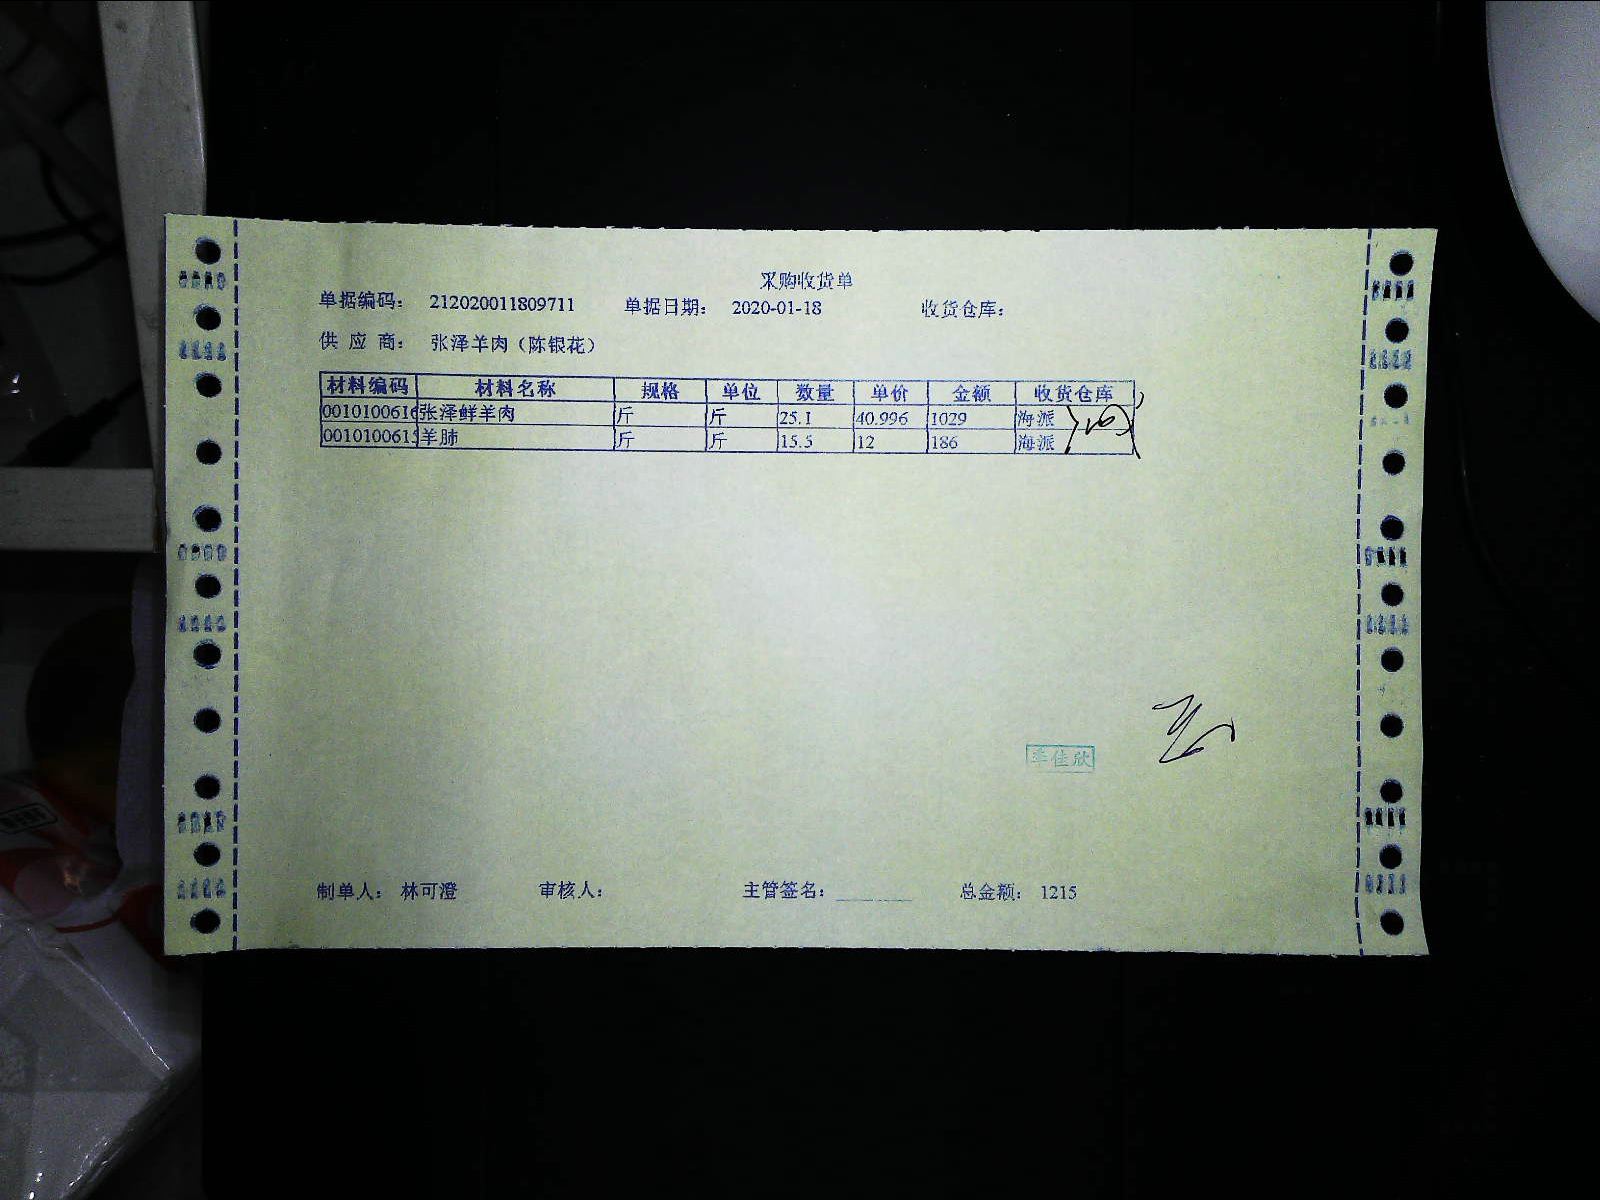 采购收货单
单据编码： 212020011809711 单据日期： 2020-01-18 收货仓库：
供 应 商： 张泽羊肉（陈银花）
材料编码 材料名称 规格 单位 数量 单价 金额 收货仓库
0010100616 张泽鲜羊肉 斤 斤 25.1 40.996 1029 海派
0010100615 羊肺 斤 斤 15.5 12 186 海派
佳欣
制单人： 林可澄 审核人： 主管签名： 总金额： 1215